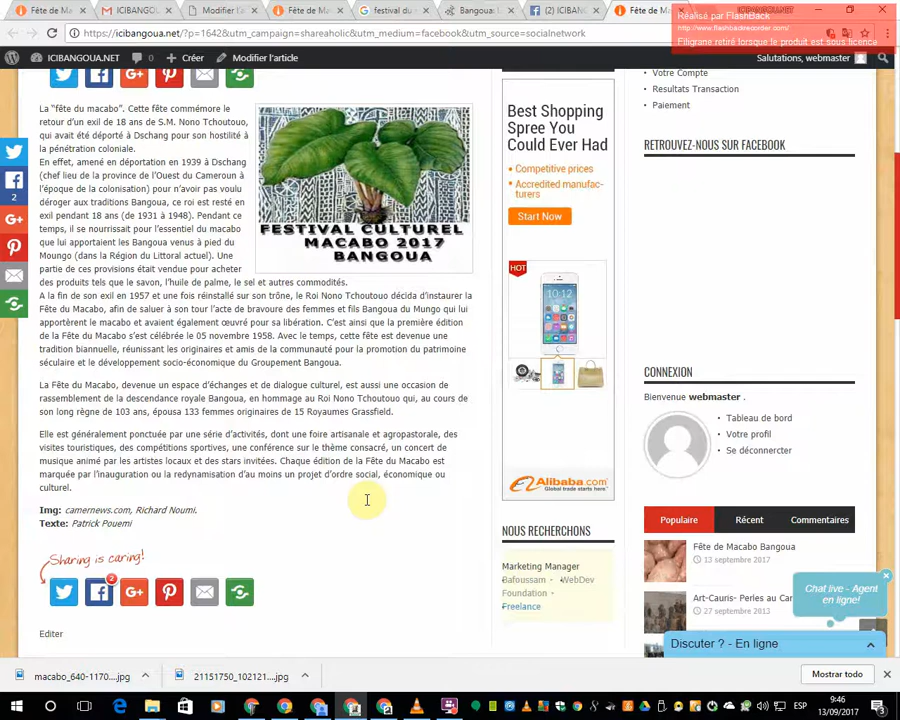 Fête de Ma
ICIBANGOUA
Modifier G
Fête de Ma
festival du s
Bangoua: L
(2) ICIBAN
Fête de M
Réalisé par FlashBack
http://www.flashbackrecorder.com/
Filigrane retiré lorsque le produit est sous licence
https://icibangoua.net/?p=1642&utm_campaign=shareaholic&utm_medium=facebook&utm_source=socialnetwork
ICIBANGOUA.NET
0
Créer
Modifier l'article
Salutations, webmaster
La "fête du macabo". Cette fête commémore le
retour d'un exil de 18 ans de S.M. Nono Tchoutouo,
qui avait été déporté à Dschang pour son hostilité à
la pénétration coloniale.
En effet, amené en déportation en 1939 à Dschang
(chef lieu de la province de l'Ouest du Cameroun à
l'époque de la colonisation) pour n'avoir pas voulu
déroger aux traditions Bangoua, ce roi est resté en
exil pendant 18 ans (de 1931 à 1948). Pendant ce
temps, il se nourrissait pour l'essentiel du macabo
que lui apportaient les Bangoua venus à pied du
Moungo (dans la Région du Littoral actuel). Une
partie de ces provisions était vendue pour acheter
des produits tels que le savon, l'huile de palme, le sel et autres commodités.
A la fin de son exil en 1957 et une fois réinstallé sur son trône, le Roi Nono Tchoutouo décida d'instaurer la
Fête du Macabo, afin de saluer à son tour l'acte de bravoure des femmes et fils Bangoua du Mungo qui lui
apportèrent le macabo et avaient également œuvré pour sa libération. C'est ainsi que la première édition
de la Fête du Macabo s'est célébrée le 05 novembre 1958. Avec le temps, cette fête est devenue une
tradition biannuelle, réunissant les originaires et amis de la communauté pour la promotion du patrimoine
séculaire et le développement socio-économique du Groupement Bangoua.
La Fête du Macabo, devenue un espace d'échanges et de dialogue culturel, est aussi une occasion de
rassemblement de la descendance royale Bangoua, en hommage au Roi Nono Tchoutouo qui, au cours de
son long règne de 103 ans, épousa 133 femmes originaires de 15 Royaumes Grassfield.
Elle est généralement ponctuée par une série d'activités, dont une foire artisanale et agropastorale, des
visites touristiques, des compétitions sportives, une conférence sur le thème consacré, un concert de
musique animé par les artistes locaux et des stars invitées. Chaque édition de la Fête du Macabo est
marquée par l'inauguration ou la redynamisation d'au moins un projet d'ordre social, économique ou
culturel.
Img: camernews.com, Richard Noumi.
Texte: Patrick Pouemi
Sharing is caring!
2
Editer
2
FESTIVAL CULTUREL
MACABO 2017
BANGOUA
Best Shopping
Spree You
Could Ever Had
Competitive prices
Accredited manufac-
turers
Start Now
HOT
Alibaba.com
Global trade starts here.
NOUS RECHERCHONS
Marketing Manager
Bafoussam
WebDev
Foundation
Freelance
Votre Compte
Resultats Transaction
Paiement
RETROUVEZ-NOUS SUR FACEBOOK
CONNEXION
Bienvenue webmaster .
Tableau de bord
Votre profil
Se déconnecter
Populaire
Récent
Commentaires
Fête de Macabo Bangoua
13 septembre 2017
Art-Cauris- Perles au Ca
27 septembre 2013
Chat live - Agent
en ligne!
Discuter ? - En ligne
macabo_640-1170....jpg
21151750_102121....jpg
Mostrar todo
ESP
9:46
13/09/2017